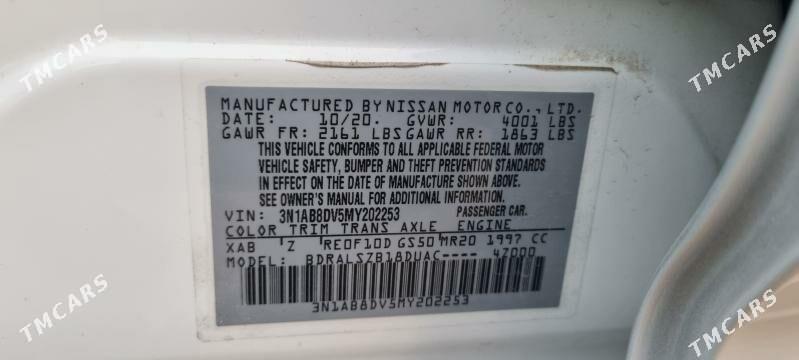 MANUFACTURED BY NISSAN MOTOR CO., LTD.
DATE: 10/20. GVWR: 4001 LBS
GAWR FR: 2161 LBS GAWR RR: 1863 LBS
THIS VEHICLE CONFORMS TO ALL APPLICABLE FEDERAL MOTOR
VEHICLE SAFETY, BUMPER AND THEFT PREVENTION STANDARDS
IN EFFECT ON THE DATE OF MANUFACTURE SHOWN ABOVE.
SEE OWNER'S MANUAL FOR ADDITIONAL INFORMATION.
VIN: 3N1AB8DV5MY202253 PASSENGER CAR.
COLOR TRIM TRANS AXLE ENGINE
XAB Z RE0F10D GS50 MR20 1997 CC
MODEL: BDRALSZB18DUAC---- 4Z000
3N1AB8DV5MY202253
TMCARS
TMCARS
TMCARS
TMCARS